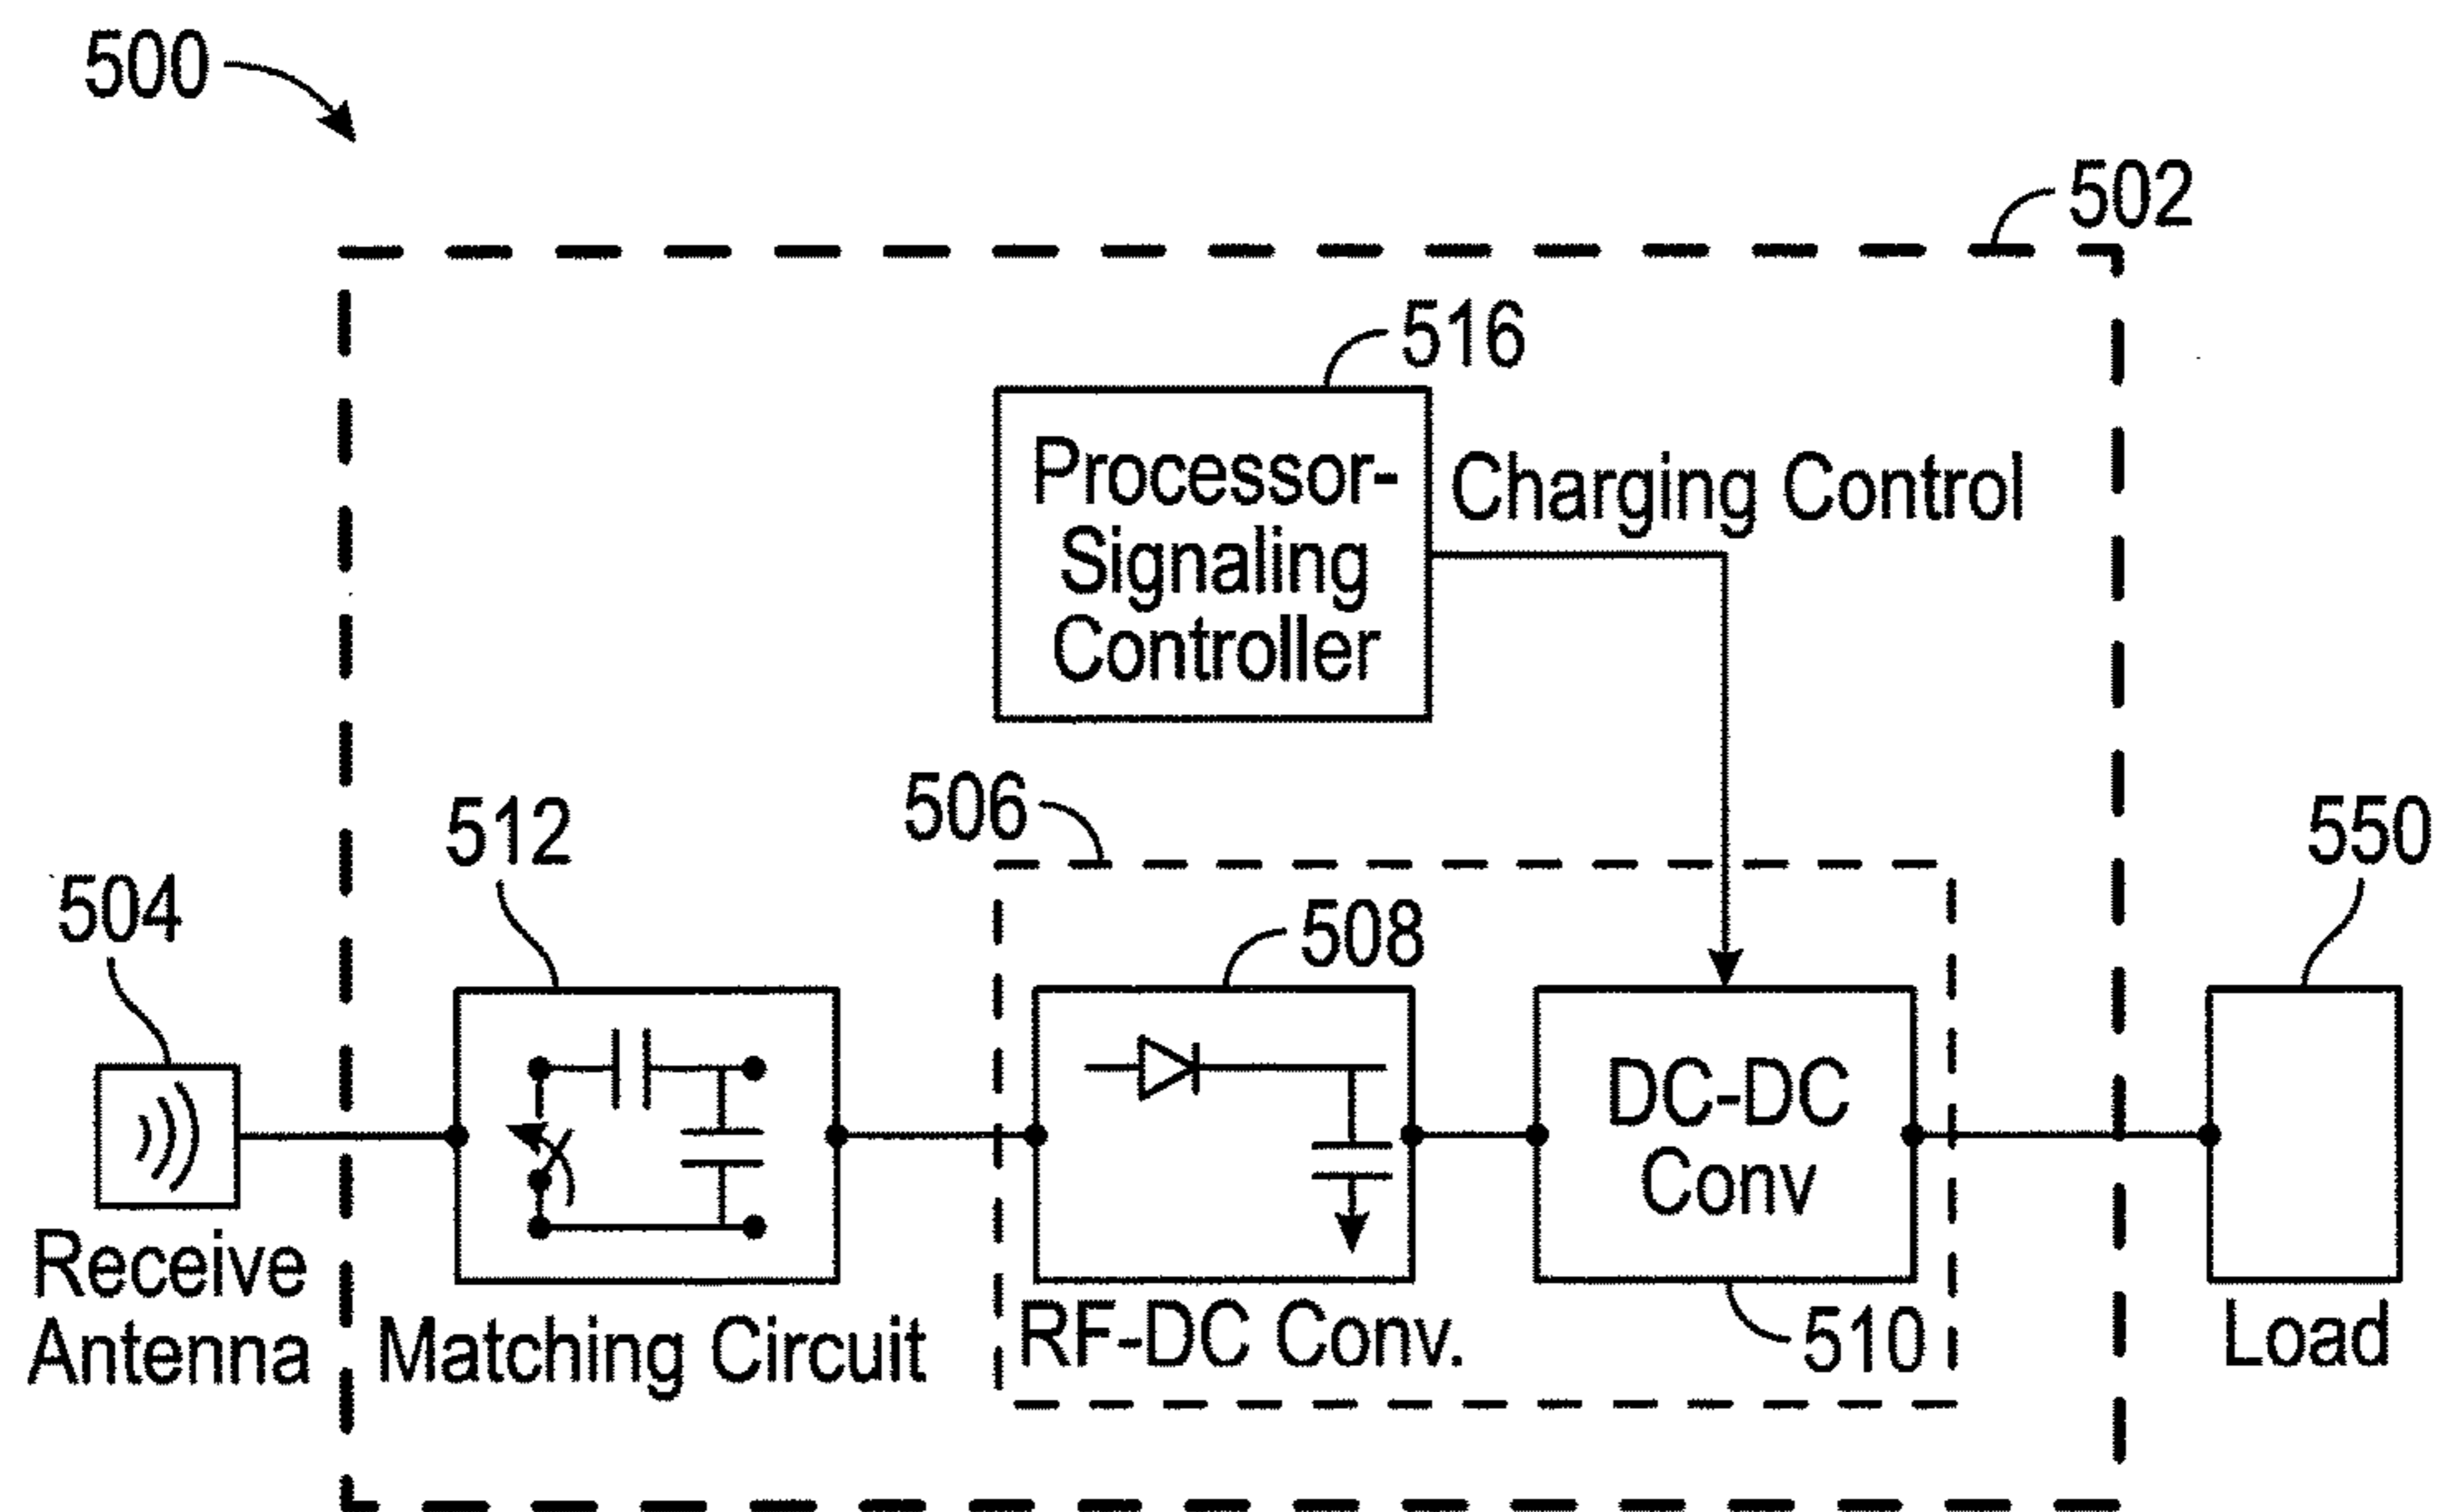 500
502
516
Processor-
Signaling
Controller
Charging Control
506
512
550
504
508
DC-DC
Conv
Receive
Antenna
Matching Circuit
RF-DC Conv.
510
Load